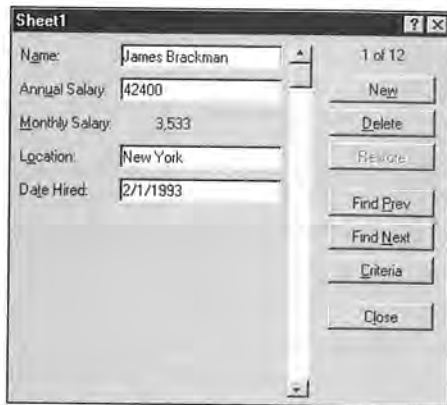 Sheet1
Name: James Brackman
Annual Salary: 42400
Monthly Salary: 3,533
Location: New York
Date Hired: 2/1/1993
1 of 12
New
Delete
Restore
Find Prev
Find Next
Criteria
Close